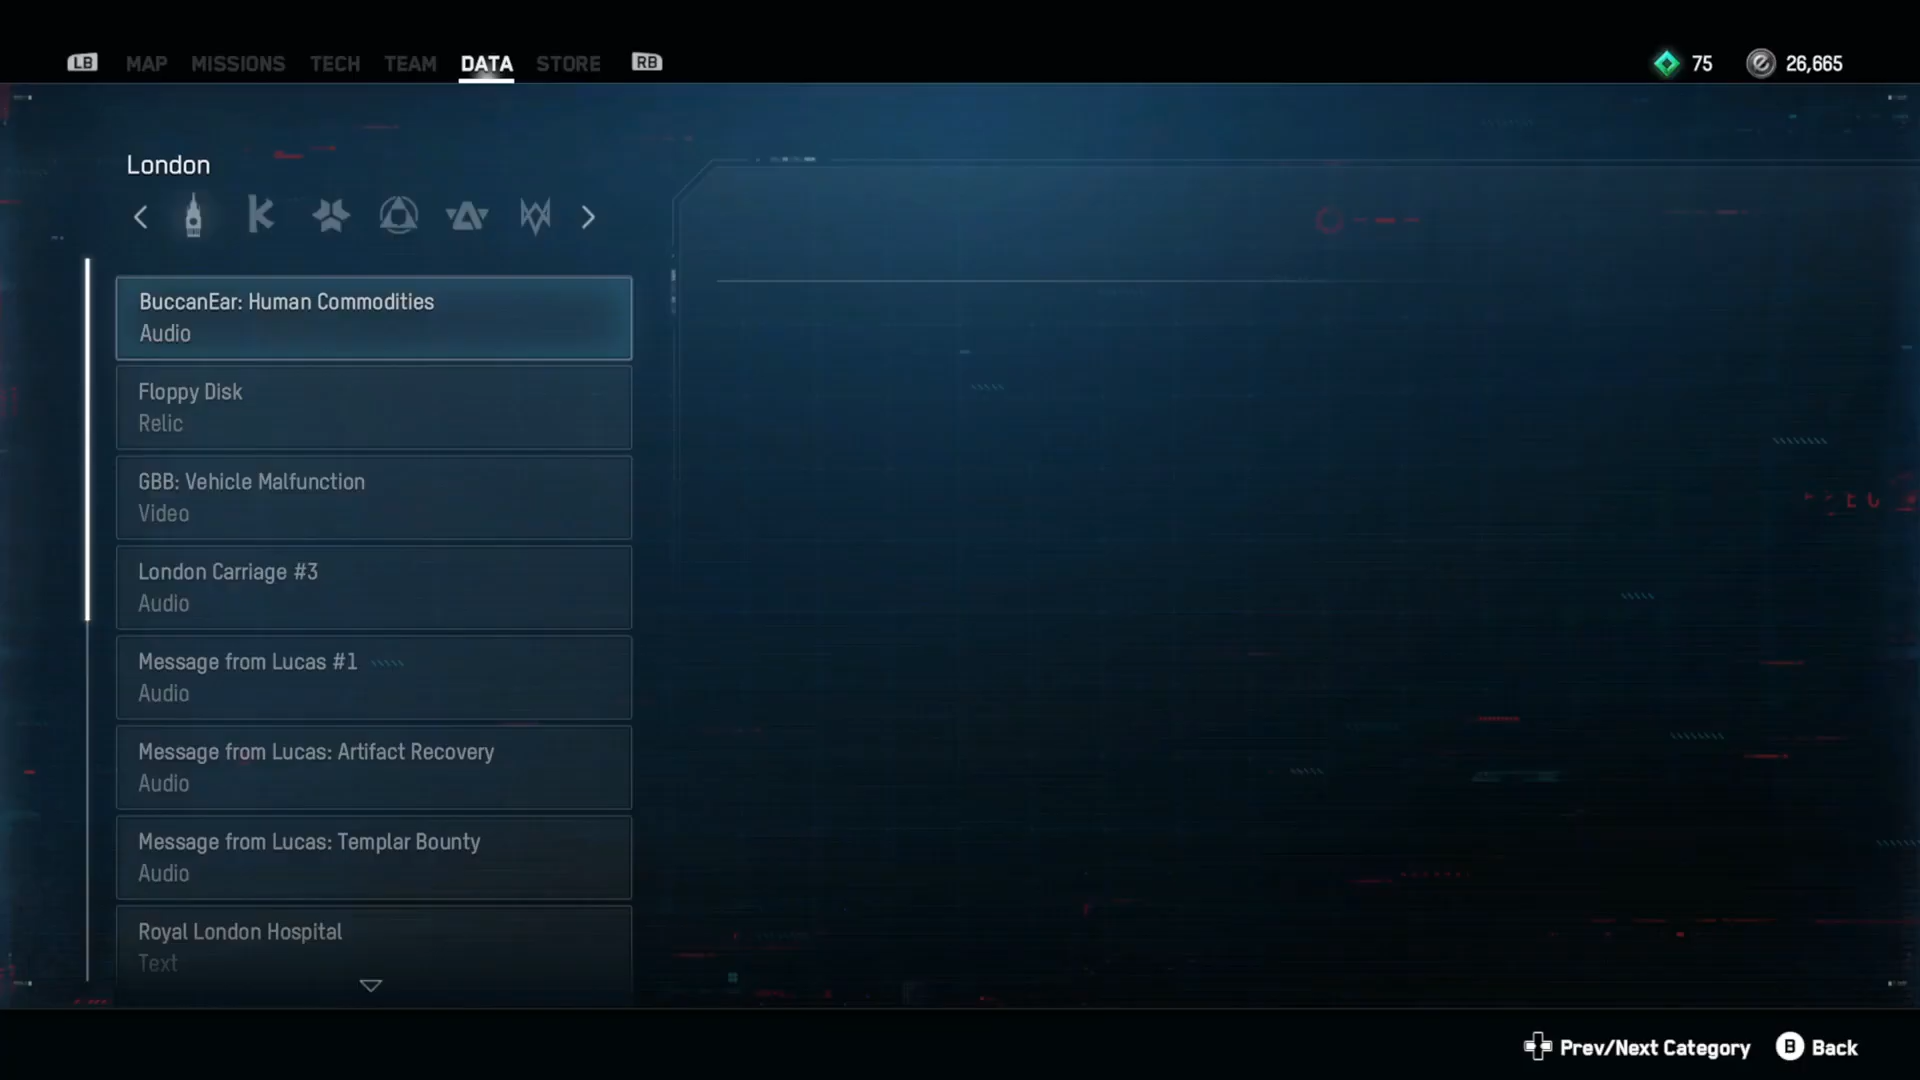 LB MAP MISSIONS TECH TEAM DATA STORE RB 75 26,665
London
BuccanEar: Human Commodities
Audio
Floppy Disk
Relic
GBB: Vehicle Malfunction
Video
London Carriage #3
Audio
Message from Lucas #1
Audio
Message from Lucas: Artifact Recovery
Audio
Message from Lucas: Templar Bounty
Audio
Royal London Hospital
Text
Prev/Next Category B Back